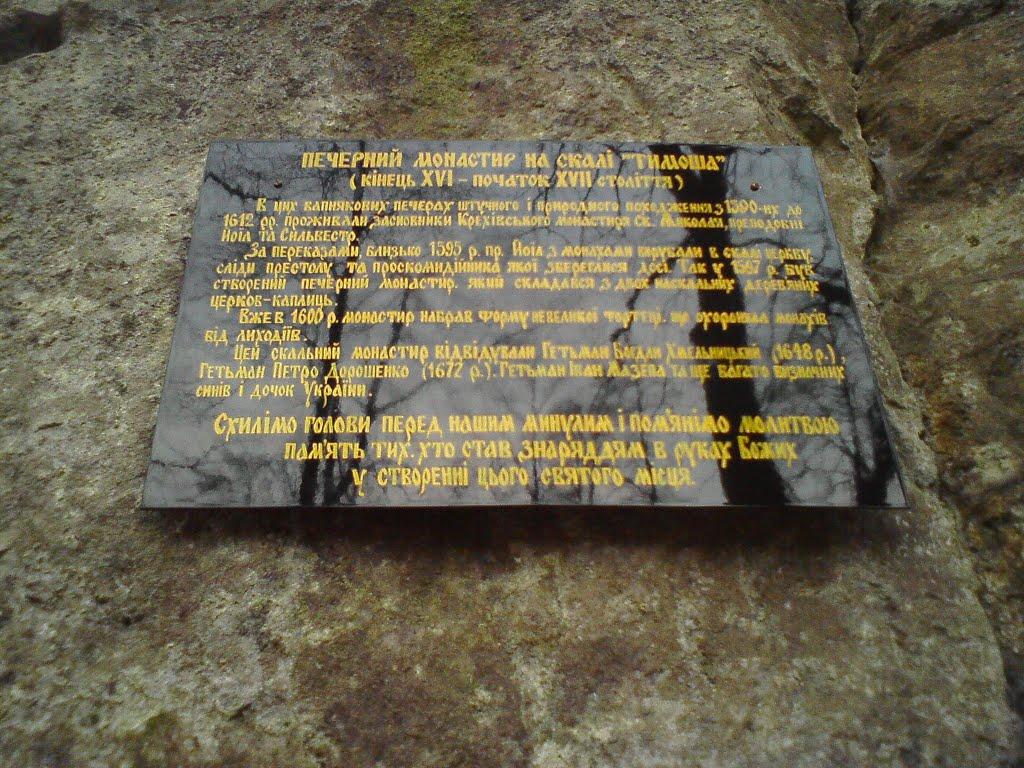 ПЕЧЕРНИЙ МОНАСТИР НА СКАЛІ "ТИМОША"
( КІНЕЦЬ XVI – ПОЧАТОК XVII СТОЛІТТЯ )
В ЦИХ ВАПНЯКОВИХ ПЕЧЕРАХ ШТУЧНОГО І ПРИРОДНОГО ПОХОДЖЕННЯ З 1590-ИХ ДО
1612 РР. ПРОЖИВАЛИ ЗАСНОВНИКИ КРЕХІВСЬКОГО МОНАСТИРЯ СВ. МИКОЛАЯ, ПРЕПОДОБНІ
ЙОІЛ ТА СИЛЬВЕСТР.
ЗА ПЕРЕКАЗАМИ, БЛИЗЬКО 1595 Р. ПР. ЙОІЛ З МОНАХАМИ ВИРУБАЛИ В СКАЛІ ЦЕРКВУ,
СЛІДИ ПРЕСТОЛУ ТА ПРОСКОМИДІЙНИКА ЯКОЇ ЗБЕРЕГЛИСЯ ДОСІ. ТАК У 1597 Р. БУВ
СТВОРЕНИЙ ПЕЧЕРНИЙ МОНАСТИР, ЯКИЙ СКЛАДАВСЯ З ДВОХ НАСКАЛЬНИХ ДЕРЕВ'ЯНИХ
ЦЕРКОВ-КАПЛИЦЬ.
ВЖЕ В 1600 Р. МОНАСТИР НАБРАВ ФОРМУ НЕВЕЛИКОЇ ЩО ОХОРОНЯЛА МОНАХІВ
ВІД ЛИХОДІЇВ.
ЦЕЙ СКАЛЬНИЙ МОНАСТИР ВІДВІДУВАЛИ ГЕТЬМАН БОГДАН ХМЕЛЬНИЦЬКИЙ (1648 Р.),
ГЕТЬМАН ПЕТРО ДОРОШЕНКО (1672 Р.), ГЕТЬМАН ІВАН МАЗЕПА ТА ЩЕ БАГАТО ВИЗНАЧНИХ
СИНІВ І ДОЧОК УКРАЇНИ.
СХИЛІМО ГОЛОВИ ПЕРЕД НАШИМ МИНУЛИМ І ПОМ'ЯНІМО МОЛИТВОЮ
ПАМ'ЯТЬ ТИХ, ХТО СТАВ ЗНАРЯДДЯМ В РУКАХ БОЖИХ
У СТВОРЕННІ ЦЬОГО СВЯТОГО МІСЦЯ.